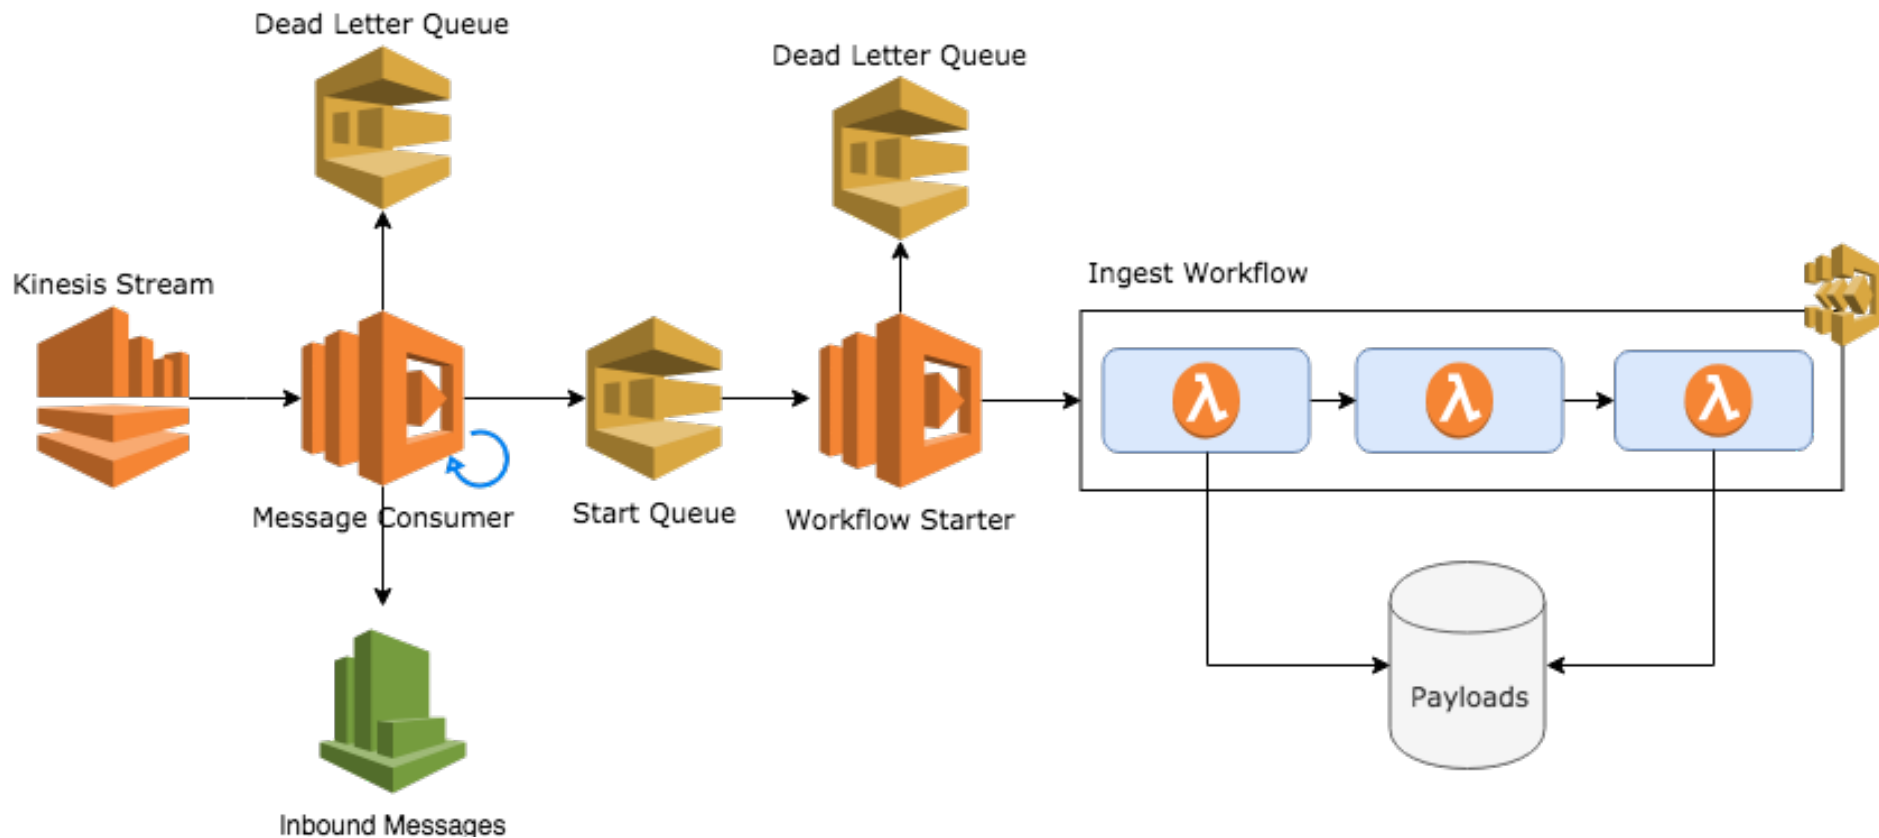 Dead Letter Queue
Dead Letter Queue
Kinesis Stream
Ingest Workflow
Message Consumer
Start Queue
Workflow Starter
Payloads
Inbound Messages